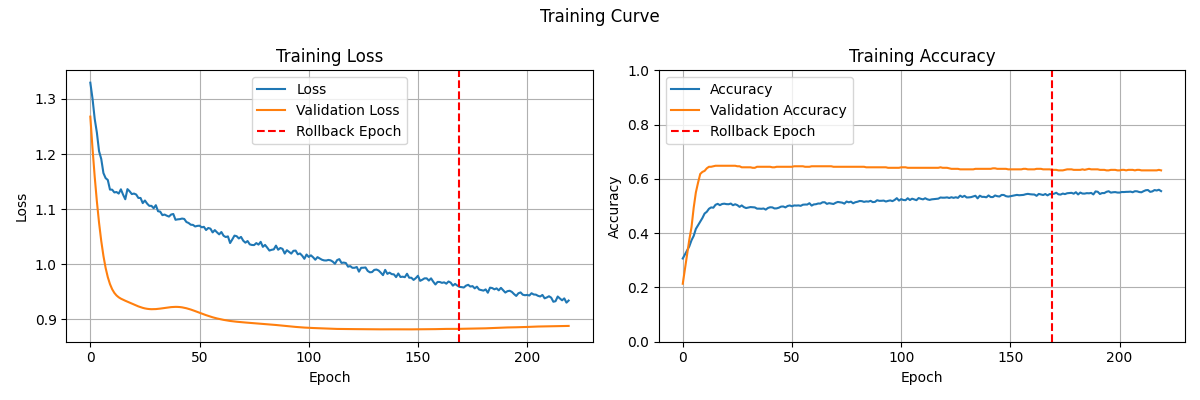 Training Curve
Training Loss
Loss
Validation Loss
Rollback Epoch
1.3
1.2
1.1
1.0
0.9
Loss
0
50
100
150
200
Epoch
Training Accuracy
Accuracy
Validation Accuracy
Rollback Epoch
1.0
0.8
0.6
0.4
0.2
0.0
Accuracy
0
50
100
150
200
Epoch